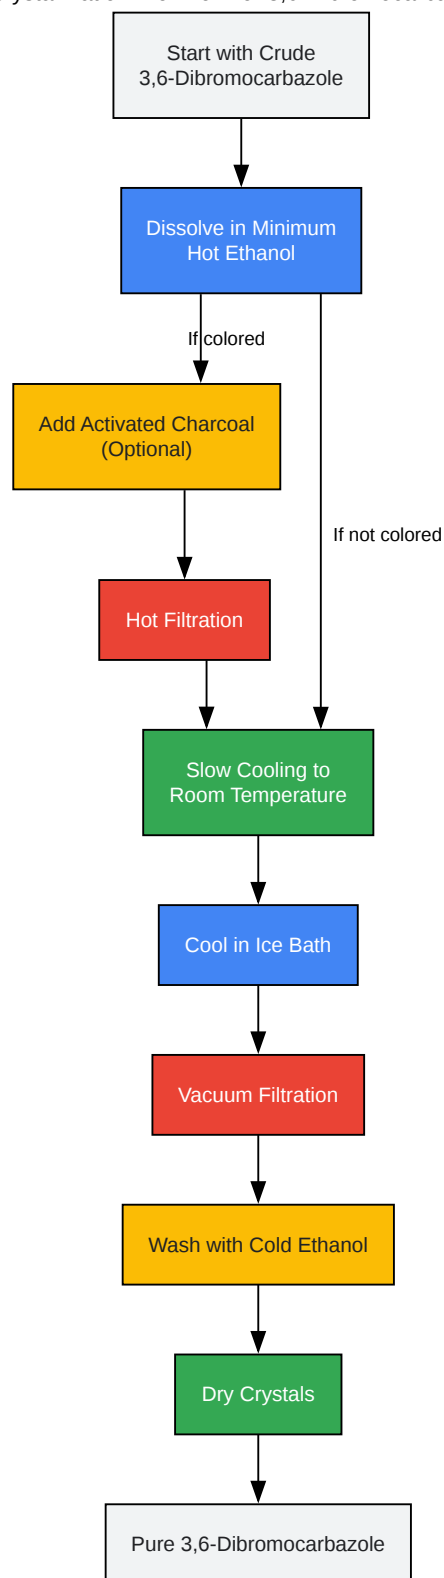 Start with Crude
3,6-Dibromocarbazole
Dissolve in Minimum
Hot Ethanol
If colored
Add Activated Charcoal
(Optional)
If not colored
Hot Filtration
Slow Cooling to
Room Temperature
Cool in Ice Bath
Vacuum Filtration
Wash with Cold Ethanol
Dry Crystals
Pure 3,6-Dibromocarbazole